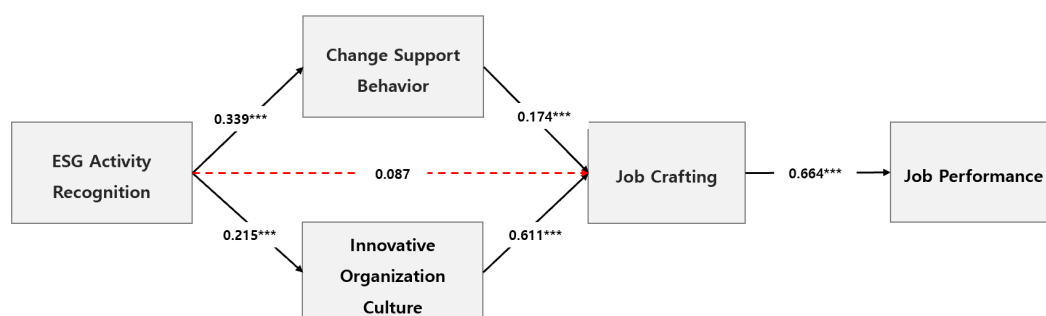 Change Support
Behavior
0.339***
0.174***
ESG Activity
Recognition
0.087
Job Crafting
0.664***
Job Performance
0.215***
0.611***
Innovative
Organization
Culture